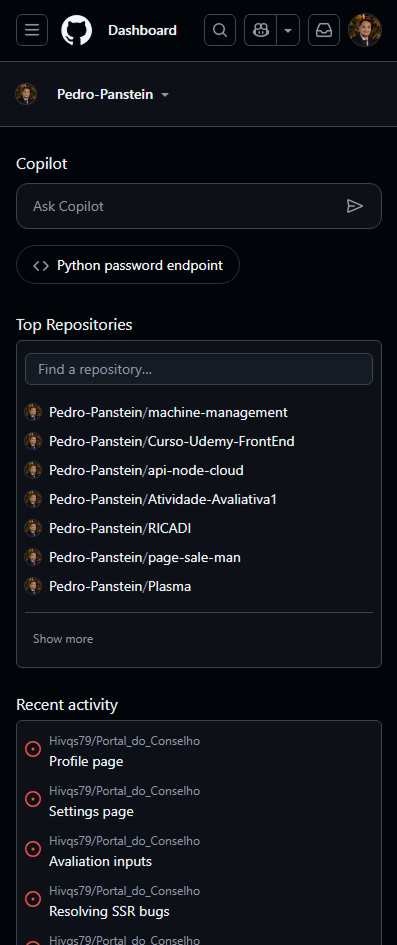 Dashboard
Pedro-Panstein
Copilot
Ask Copilot
Python password endpoint
Top Repositories
Find a repository...
Pedro-Panstein/machine-management
Pedro-Panstein/Curso-Udemy-FrontEnd
Pedro-Panstein/api-node-cloud
Pedro-Panstein/Atividade-Avaliativa1
Pedro-Panstein/RICADI
Pedro-Panstein/page-sale-man
Pedro-Panstein/Plasma
Show more
Recent activity
Hivqs79/Portal_do_Conselho
Profile page
Hivqs79/Portal_do_Conselho
Settings page
Hivqs79/Portal_do_Conselho
Avaliation inputs
Hivqs79/Portal_do_Conselho
Resolving SSR bugs
Hivqs79/Portal_do_Conselho